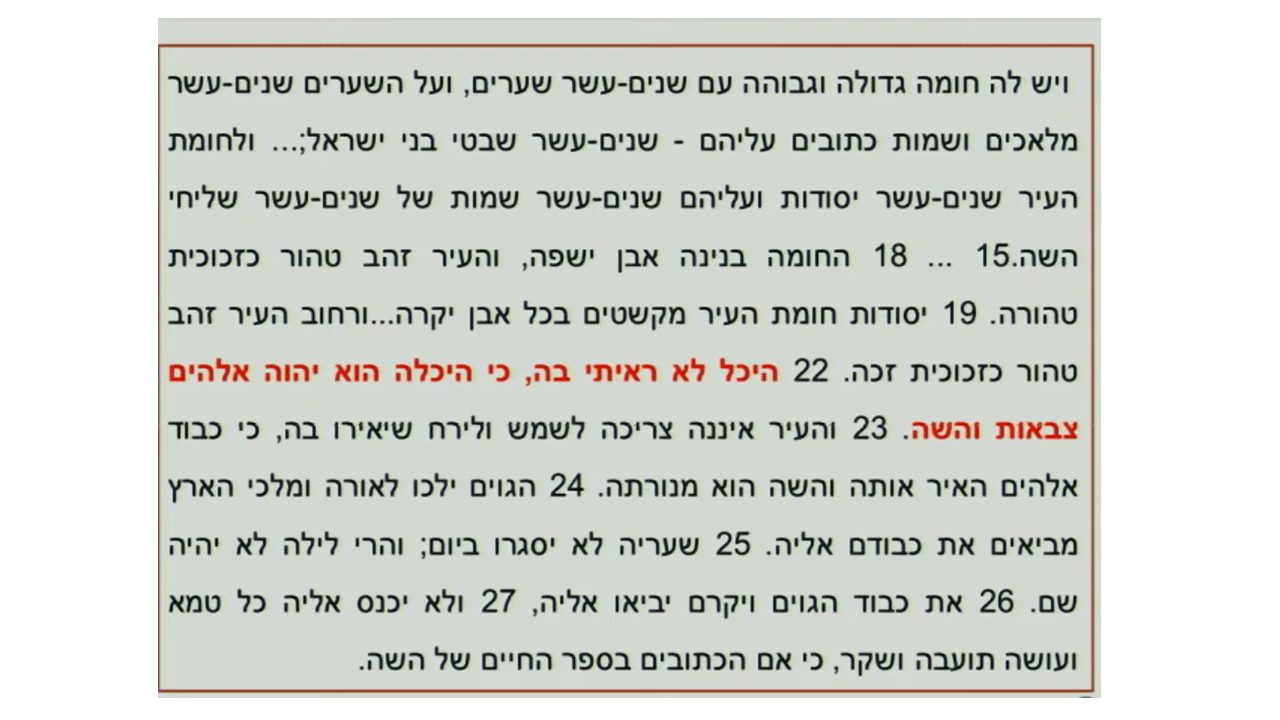 ויש לה חומה גדולה וגבוהה עם שנים-עשר שערים, ועל השערים שנים-עשר
מלאכים ושמות כתובים עליהם - שנים-עשר שבטי בני ישראל;... ולחומת
העיר שנים-עשר יסודות ועליהם שנים-עשר שמות של שנים-עשר שליחי
השה.15 ... 18 החומה בנינה אבן ישפה, והעיר זהב טהור כזכוכית
טהורה. 19 יסודות חומת העיר מקשטים בכל אבן יקרה...ורחוב העיר זהב
טהור כזכוכית זכה. 22 היכל לא ראיתי בה, כי היכלה הוא יהוה אלהים
צבאות והשה. 23 והעיר איננה צריכה לשמש ולירח שיאירו בה, כי כבוד
אלהים האיר אותה והשה הוא מנורתה. 24 הגוים ילכו לאורה ומלכי הארץ
מביאים את כבודם אליה. 25 שעריה לא יסגרו ביום; והרי לילה לא יהיה
שם. 26 את כבוד הגוים ויקרם יביאו אליה, 27 ולא יכנס אליה כל טמא
ועושה תועבה ושקר, כי אם הכתובים בספר החיים של השה.